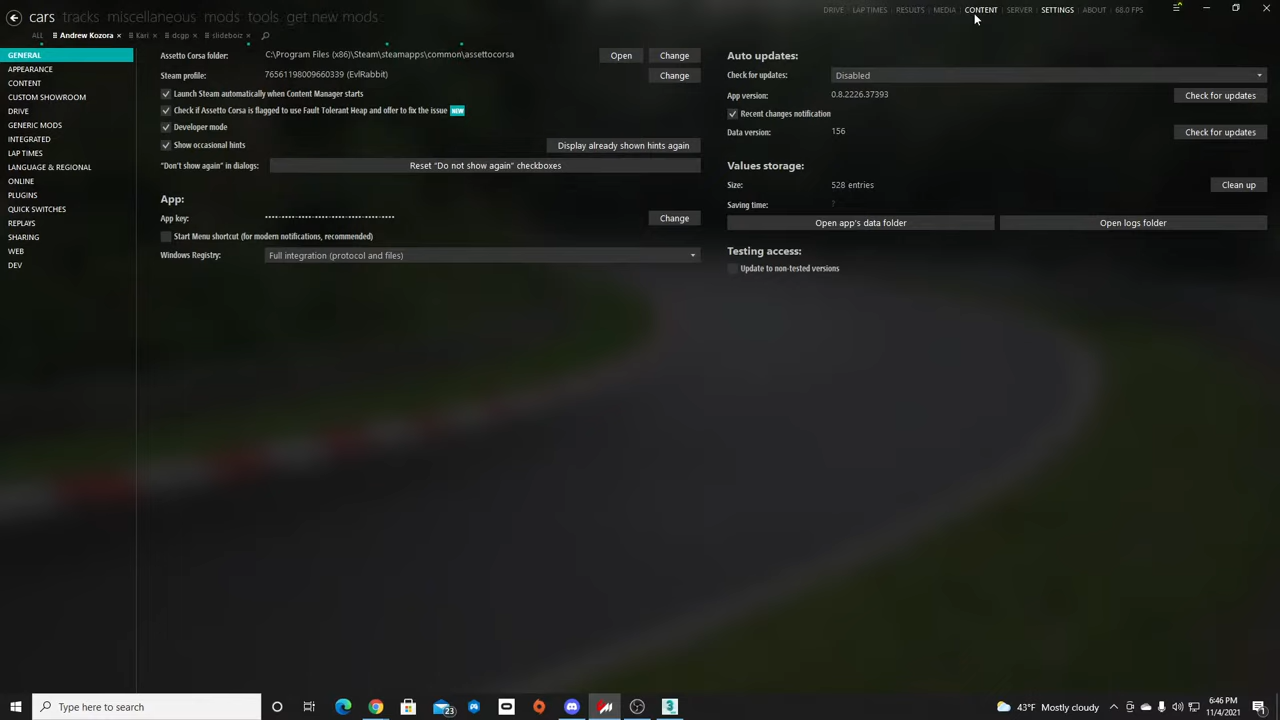 cars tracks miscellaneous mods tools get new mods
DRIVE LAP TIMES RESULTS MEDIA CONTENT SERVER SETTINGS ABOUT 68.0 FPS
ALL Andrew Kozora Kari dcgp slideboiz
GENERAL
APPEARANCE
CONTENT
CUSTOM SHOWROOM
DRIVE
GENERIC MODS
INTEGRATED
LAP TIMES
LANGUAGE & REGIONAL
ONLINE
PLUGINS
QUICK SWITCHES
REPLAYS
SHARING
WEB
DEV
Assetto Corsa folder: C:\Program Files (x86)\Steam\steamapps\common\assettocorsa Open Change
Steam profile: 76561198009660339 (EvlRabbit) Change
Launch Steam automatically when Content Manager starts
Check if Assetto Corsa is flagged to use Fault Tolerant Heap and offer to fix the issue NEW
Developer mode
Show occasional hints Display already shown hints again
“Don’t show again” in dialogs: Reset “Do not show again” checkboxes
App:
App key: Change
Start Menu shortcut (for modern notifications, recommended)
Windows Registry: Full integration (protocol and files)
Auto updates:
Check for updates: Disabled
App version: 0.8.2226.37393 Check for updates
Recent changes notification
Data version: 156 Check for updates
Values storage:
Size: 528 entries Clean up
Saving time: ?
Open app's data folder Open logs folder
Testing access:
Update to non-tested versions
Type here to search
23
43°F Mostly cloudy
6:46 PM
11/4/2021